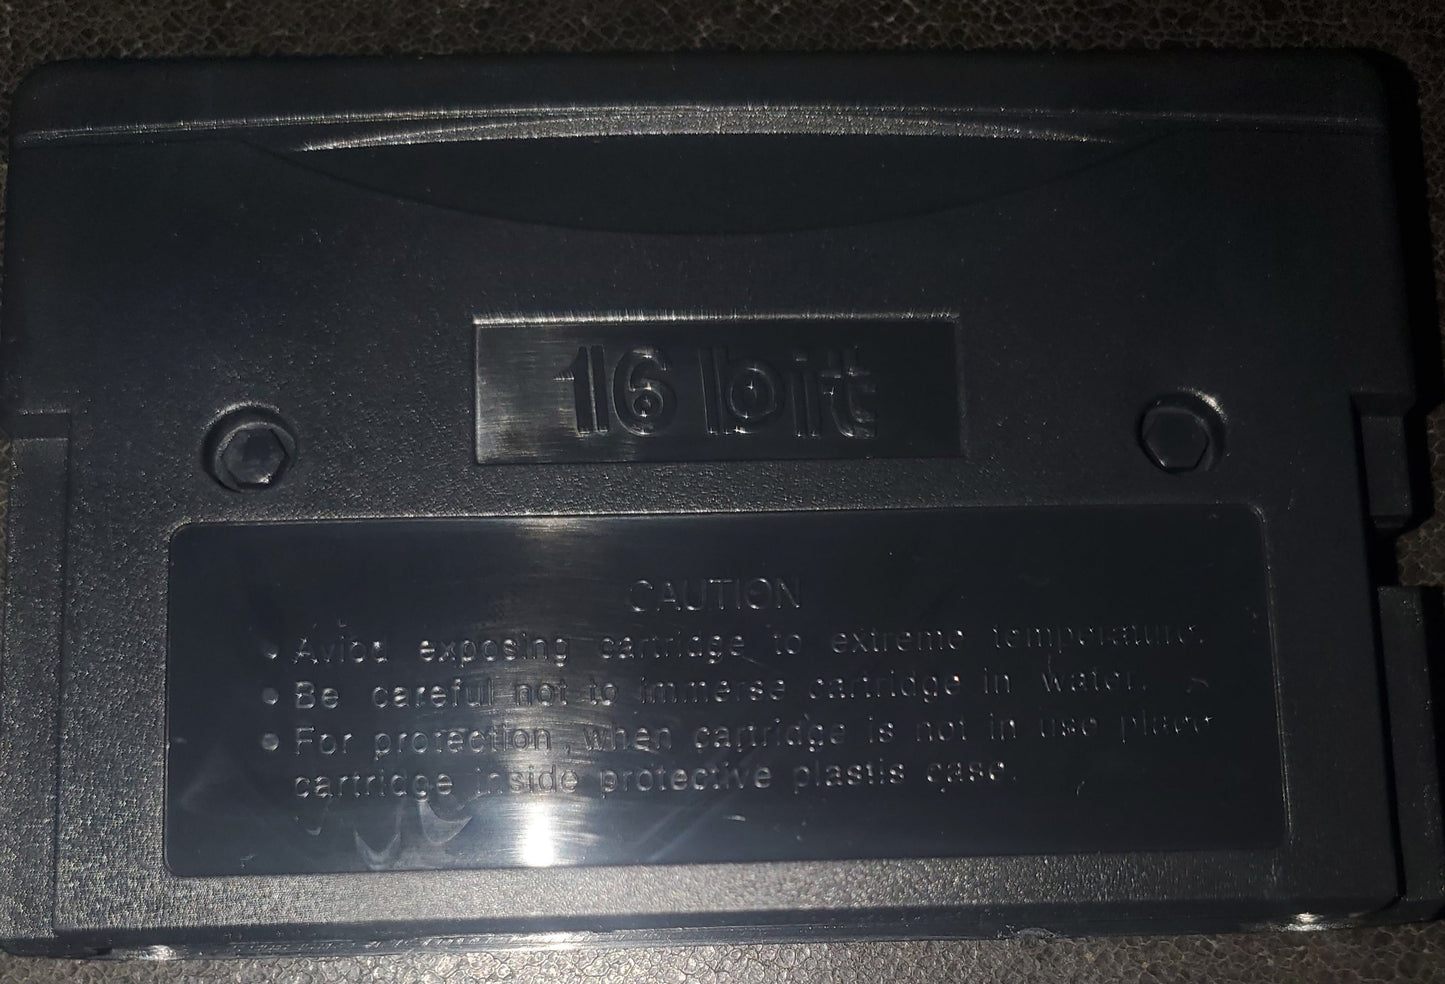 16 bit
CAUTION
• Aviod exposing cartridge to extreme temperature.
• Be careful not to immerse cartridge in water.
• For protection, when cartridge is not in use place
cartridge inside protective plastis case.